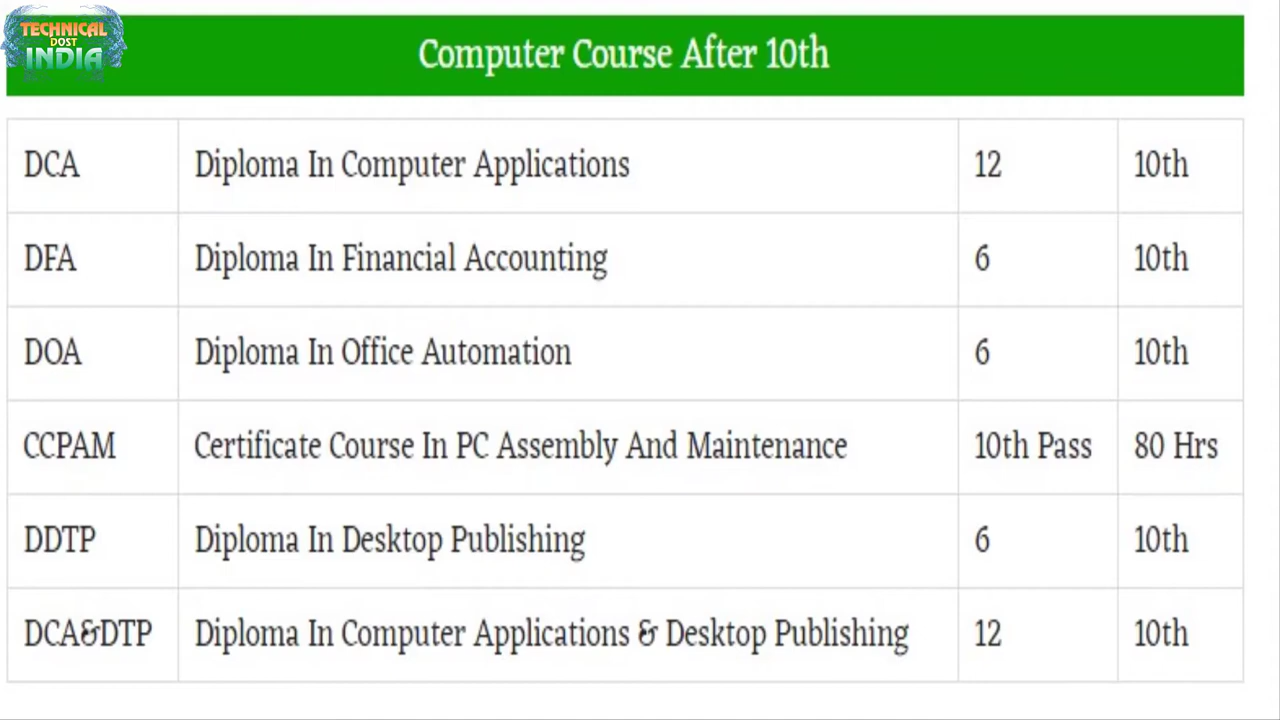 TECHNICAL
DOST
INDIA
Computer Course After 10th
DCA Diploma In Computer Applications 12 10th
DFA Diploma In Financial Accounting 6 10th
DOA Diploma In Office Automation 6 10th
CCPAM Certificate Course In PC Assembly And Maintenance 10th Pass 80 Hrs
DDTP Diploma In Desktop Publishing 6 10th
DCA&DTP Diploma In Computer Applications & Desktop Publishing 12 10th